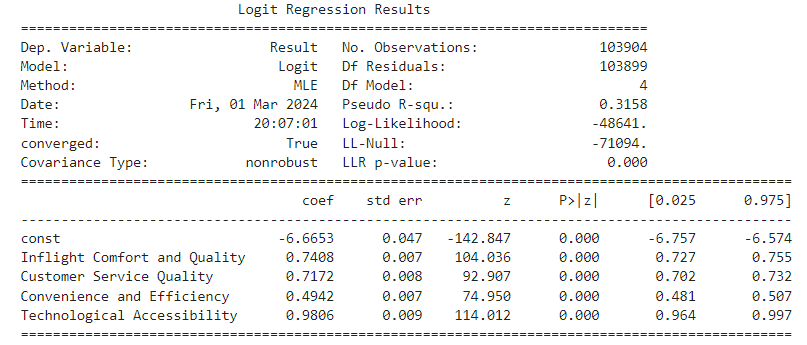 Logit Regression Results
==============================================================================
Dep. Variable: Result No. Observations: 103904
Model: Logit Df Residuals: 103899
Method: MLE Df Model: 4
Date: Fri, 01 Mar 2024 Pseudo R-squ.: 0.3158
Time: 20:07:01 Log-Likelihood: -48641.
converged: True LL-Null: -71094.
Covariance Type: nonrobust LLR p-value: 0.000
================================================================================================
coef std err z P>|z| [0.025 0.975]
------------------------------------------------------------------------------------------------
const -6.6653 0.047 -142.847 0.000 -6.757 -6.574
Inflight Comfort and Quality 0.7408 0.007 104.036 0.000 0.727 0.755
Customer Service Quality 0.7172 0.008 92.907 0.000 0.702 0.732
Convenience and Efficiency 0.4942 0.007 74.950 0.000 0.481 0.507
Technological Accessibility 0.9806 0.009 114.012 0.000 0.964 0.997
================================================================================================